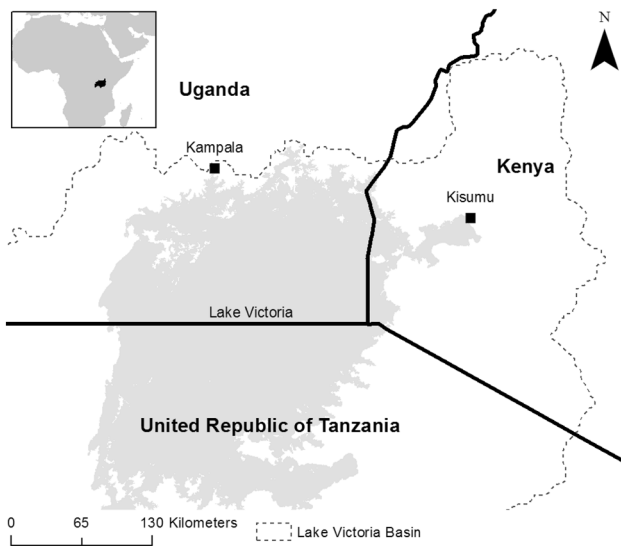 N
Uganda
Kampala
Kenya
Kisumu
Lake Victoria
United Republic of Tanzania
0 65 130 Kilometers
Lake Victoria Basin